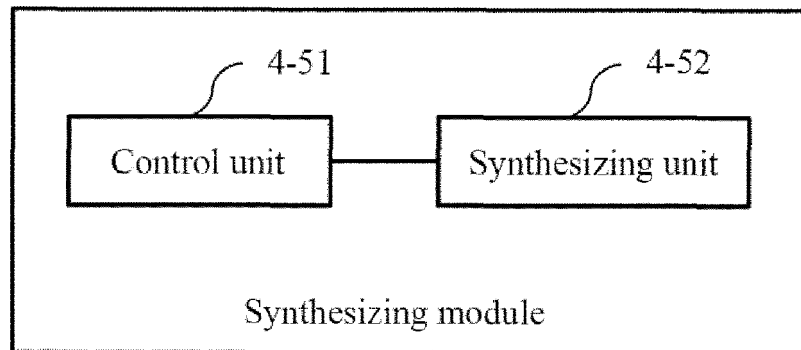 4-51
4-52
Control unit
Synthesizing unit
Synthesizing module